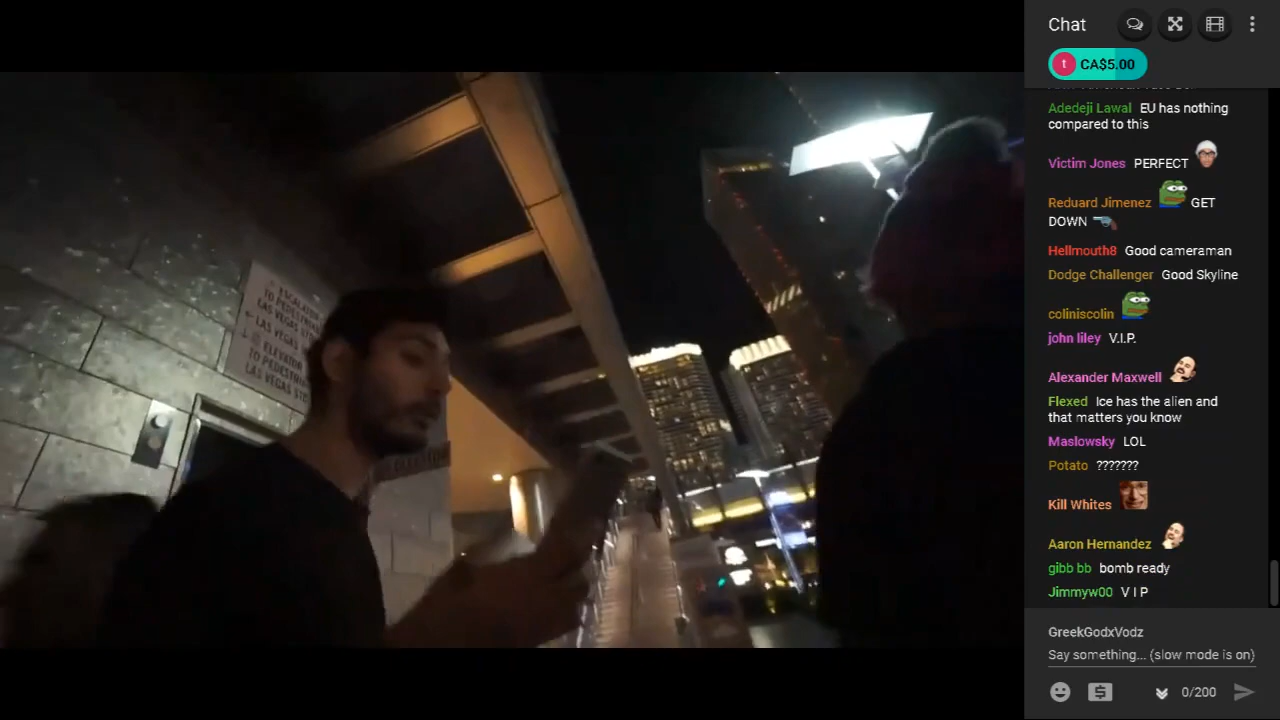 Chat
t CA$5.00
Adedeji Lawal EU has nothing
compared to this
Victim Jones PERFECT
Reduard Jimenez GET
DOWN
Hellmouth8 Good cameraman
Dodge Challenger Good Skyline
coliniscolin
john liley V.I.P.
Alexander Maxwell
Flexed Ice has the alien and
that matters you know
Maslowsky LOL
Potato ???????
Kill Whites
Aaron Hernandez
gibb bb bomb ready
Jimmyw00 V I P
GreekGodxVodz
Say something... (slow mode is on)
0/200
ESCALATOR
TO PEDESTRIAN
LAS VEGAS
LAS VEGAS
ELEVATOR
TO PEDESTRIAN
LAS VEGAS